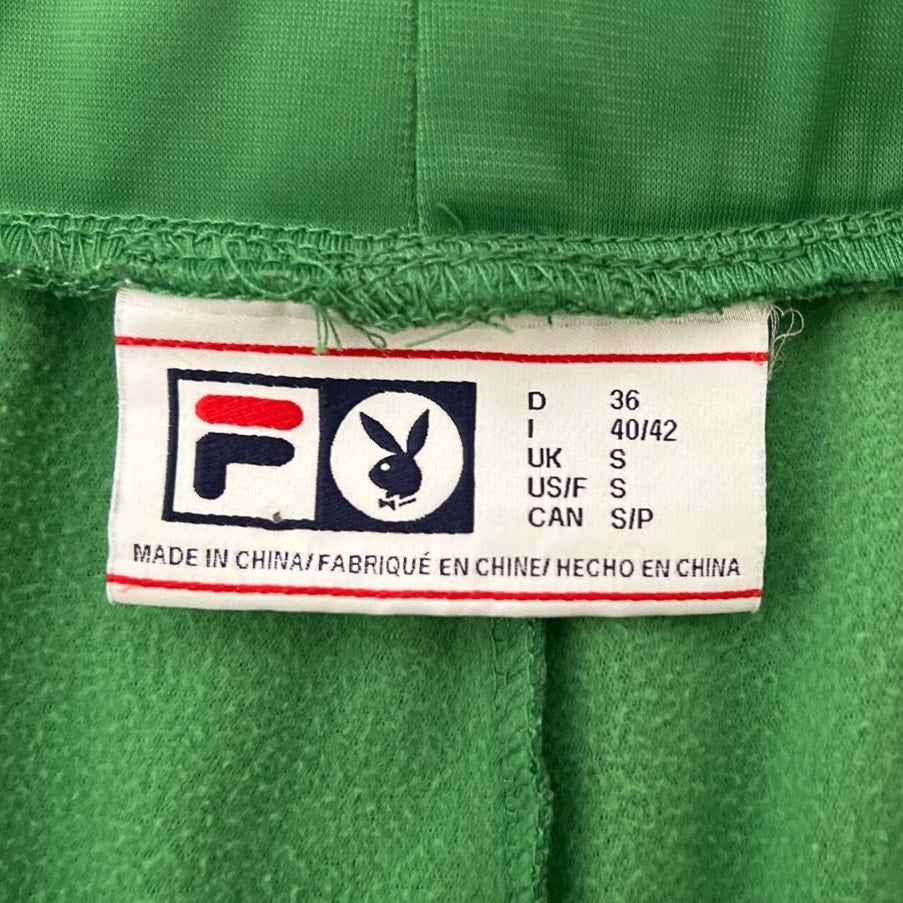 D 36
I 40/42
UK S
US/F S
CAN S/P
MADE IN CHINA/FABRIQUÉ EN CHINE/HECHO EN CHINA